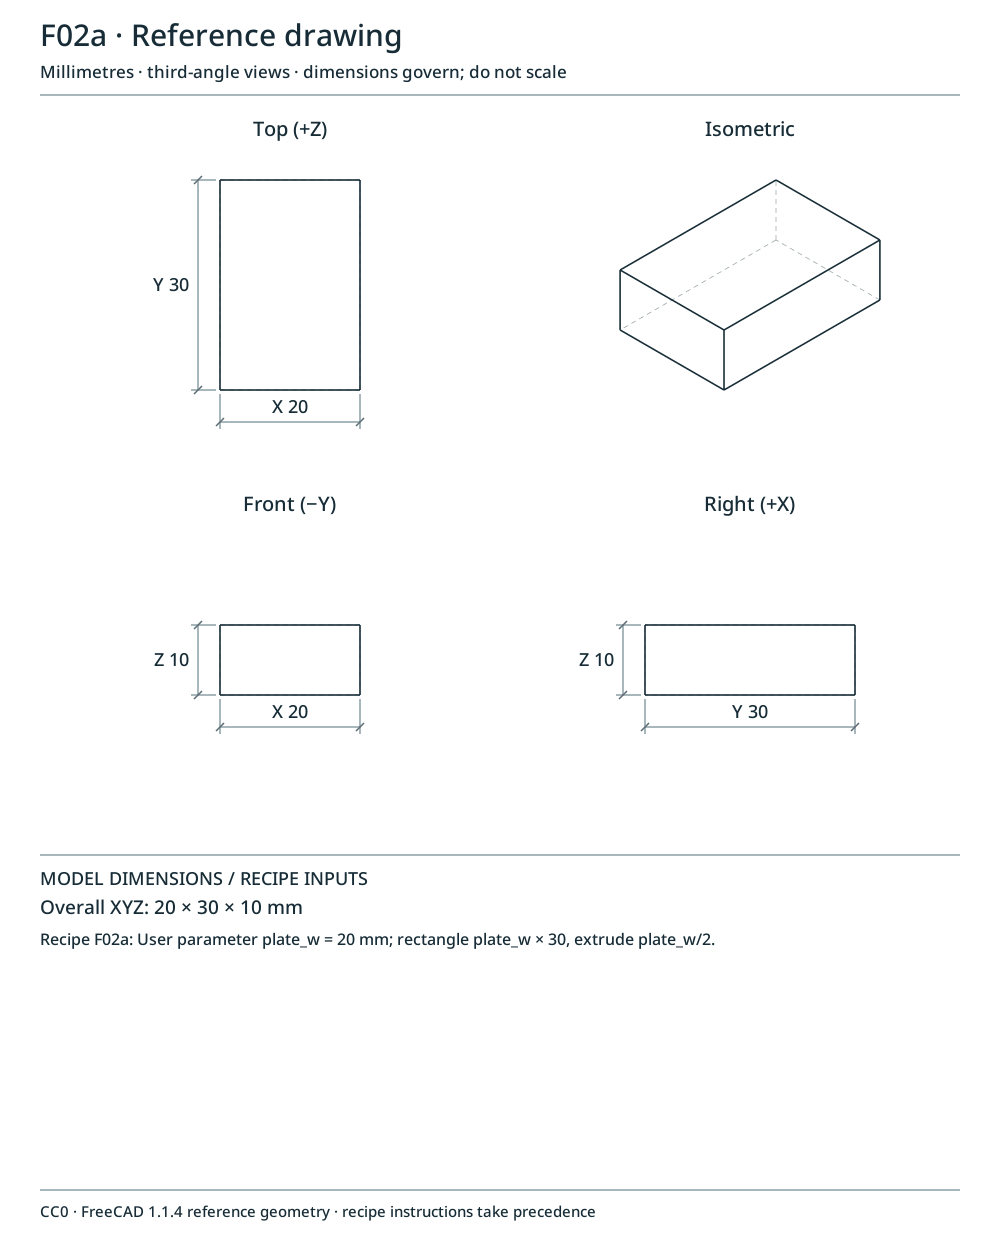 F02a · Reference drawing
Millimetres · third-angle views · dimensions govern; do not scale
Top (+Z)
Isometric
Y 30
X 20
Front (−Y)
Right (+X)
Z 10
X 20
Z 10
Y 30
MODEL DIMENSIONS / RECIPE INPUTS
Overall XYZ: 20 × 30 × 10 mm
Recipe F02a: User parameter plate_w = 20 mm; rectangle plate_w × 30, extrude plate_w/2.
CC0 · FreeCAD 1.1.4 reference geometry · recipe instructions take precedence